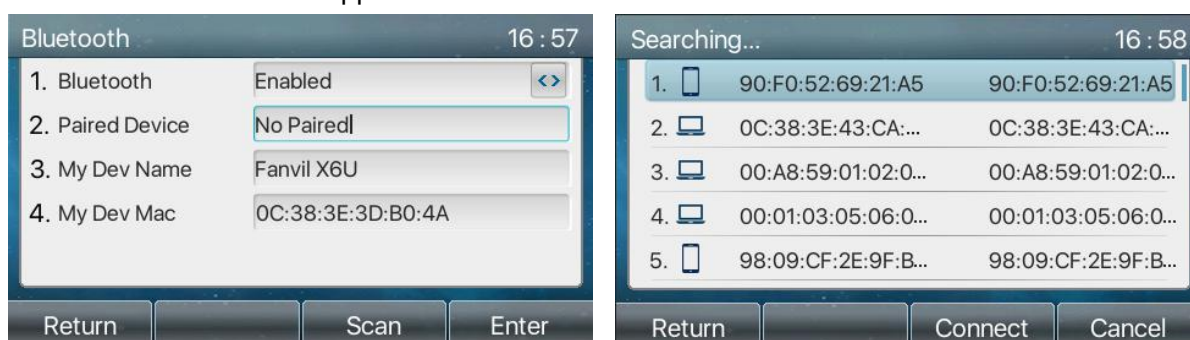 Bluetooth 16 : 57
1. Bluetooth Enabled <>
2. Paired Device No Paired
3. My Dev Name Fanvil X6U
4. My Dev Mac 0C:38:3E:3D:B0:4A
Return Scan Enter
Searching... 16 : 58
1. 90:F0:52:69:21:A5 90:F0:52:69:21:A5
2. 0C:38:3E:43:CA:... 0C:38:3E:43:CA:...
3. 00:A8:59:01:02:0... 00:A8:59:01:02:0...
4. 00:01:03:05:06:0... 00:01:03:05:06:0...
5. 98:09:CF:2E:9F:B... 98:09:CF:2E:9F:B...
Return Connect Cancel